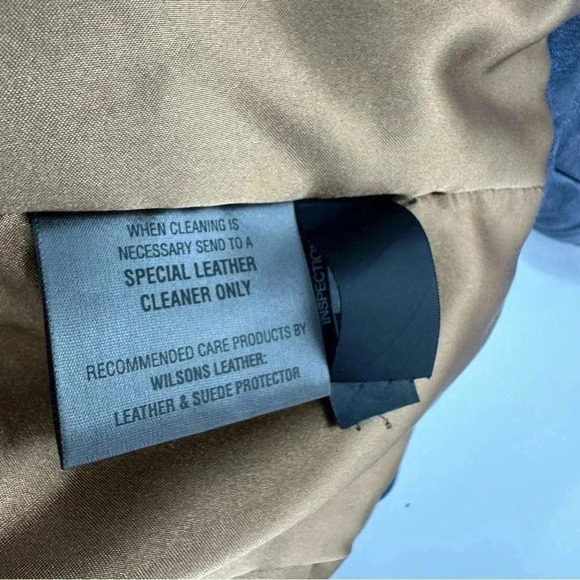 WHEN CLEANING IS
NECESSARY SEND TO A
SPECIAL LEATHER
CLEANER ONLY
RECOMMENDED CARE PRODUCTS BY
WILSONS LEATHER:
LEATHER & SUEDE PROTECTOR
INSPECTION